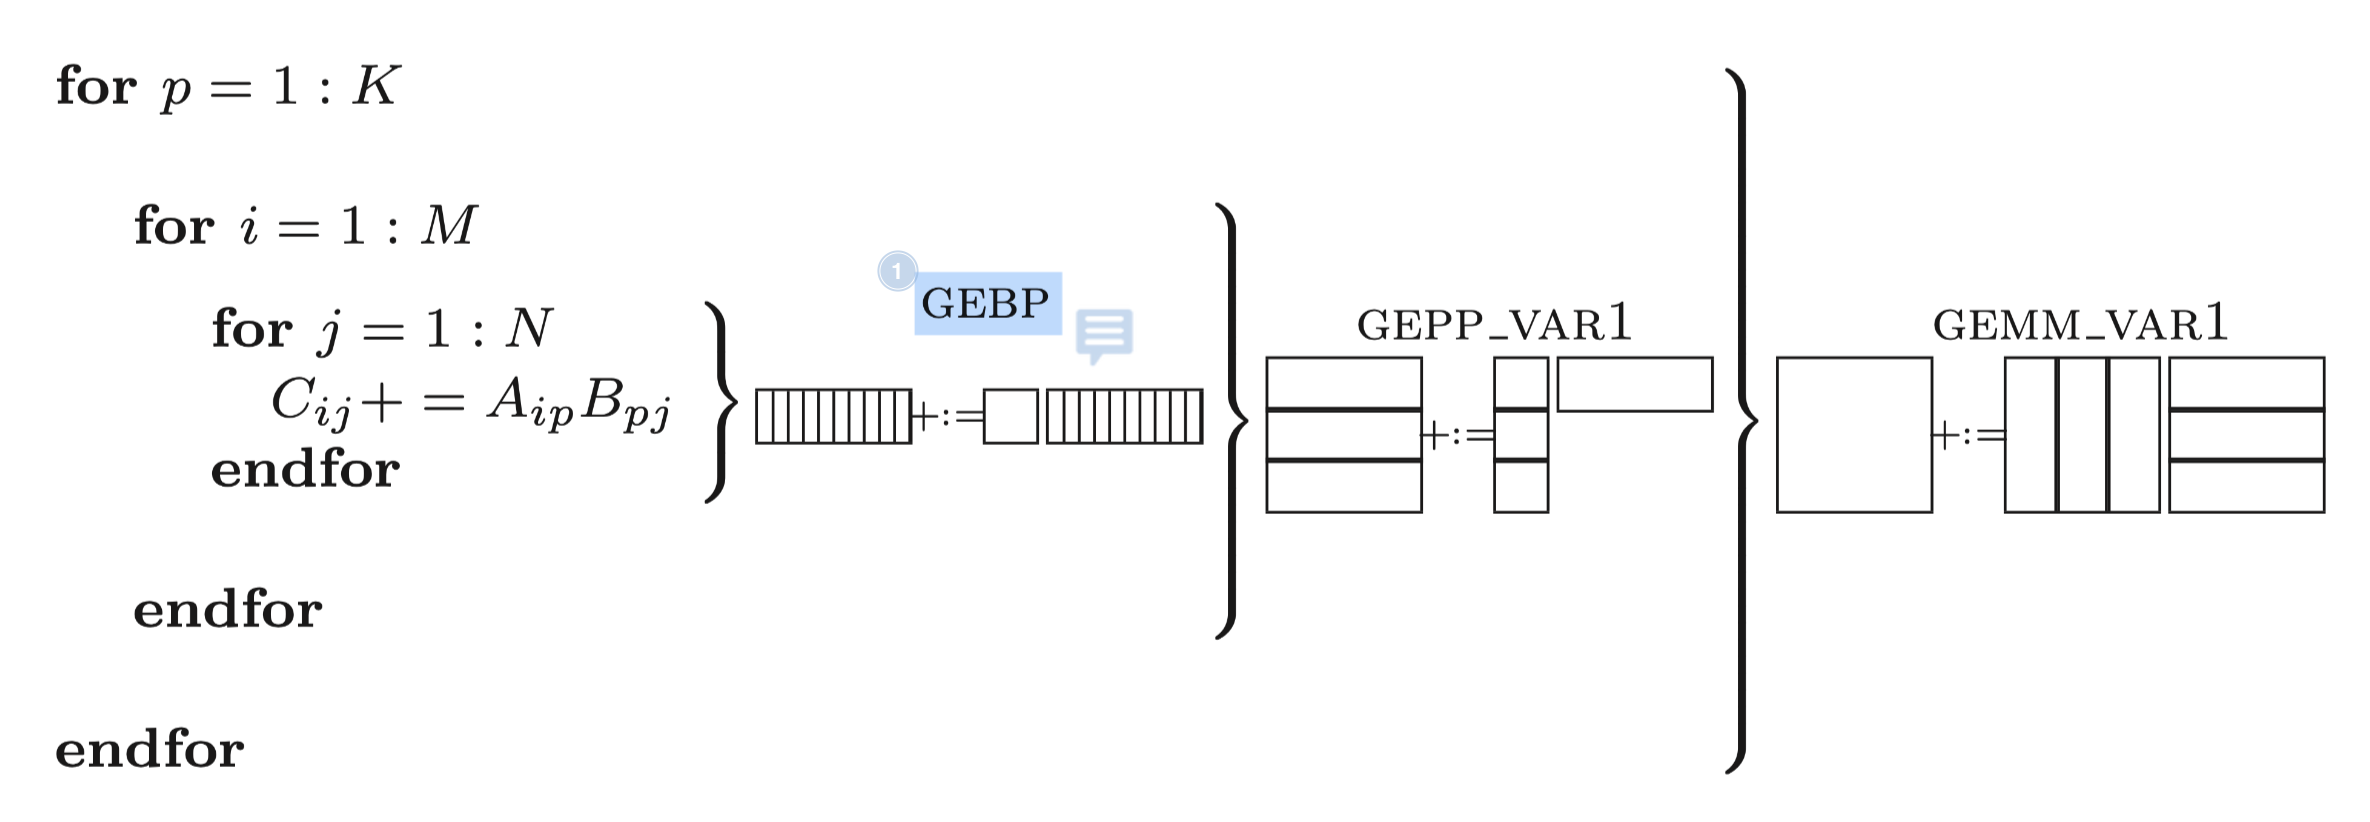 for p = 1 : K
for i = 1 : M
1
GEBP
for j = 1 : N
GEPP_VAR1
GEMM_VAR1
C_{ij}+ = A_{ip}B_{pj}
+:=
+:=
+:=
endfor
endfor
endfor